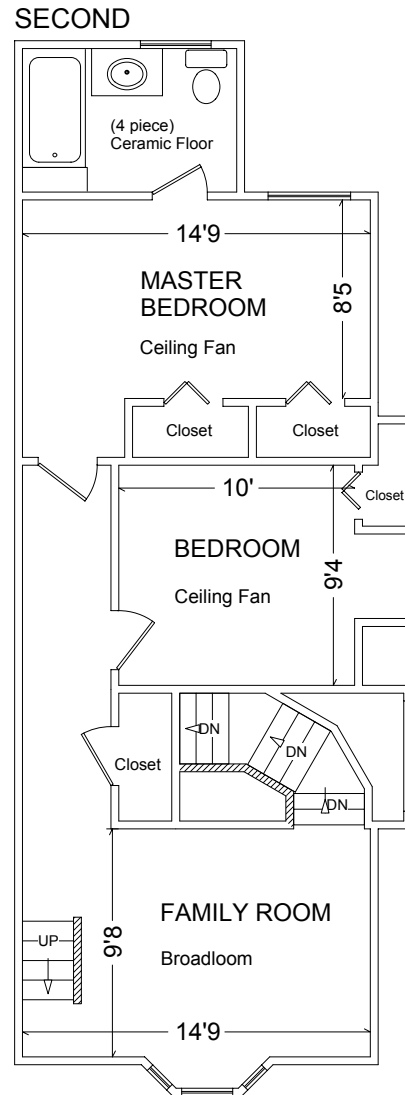 SECOND
(4 piece)
Ceramic Floor
14'9
MASTER
BEDROOM
8'5
Ceiling Fan
Closet
Closet
10'
Closet
BEDROOM
9'4
Ceiling Fan
DN
DN
Closet
DN
FAMILY ROOM
UP
9'8
Broadloom
14'9